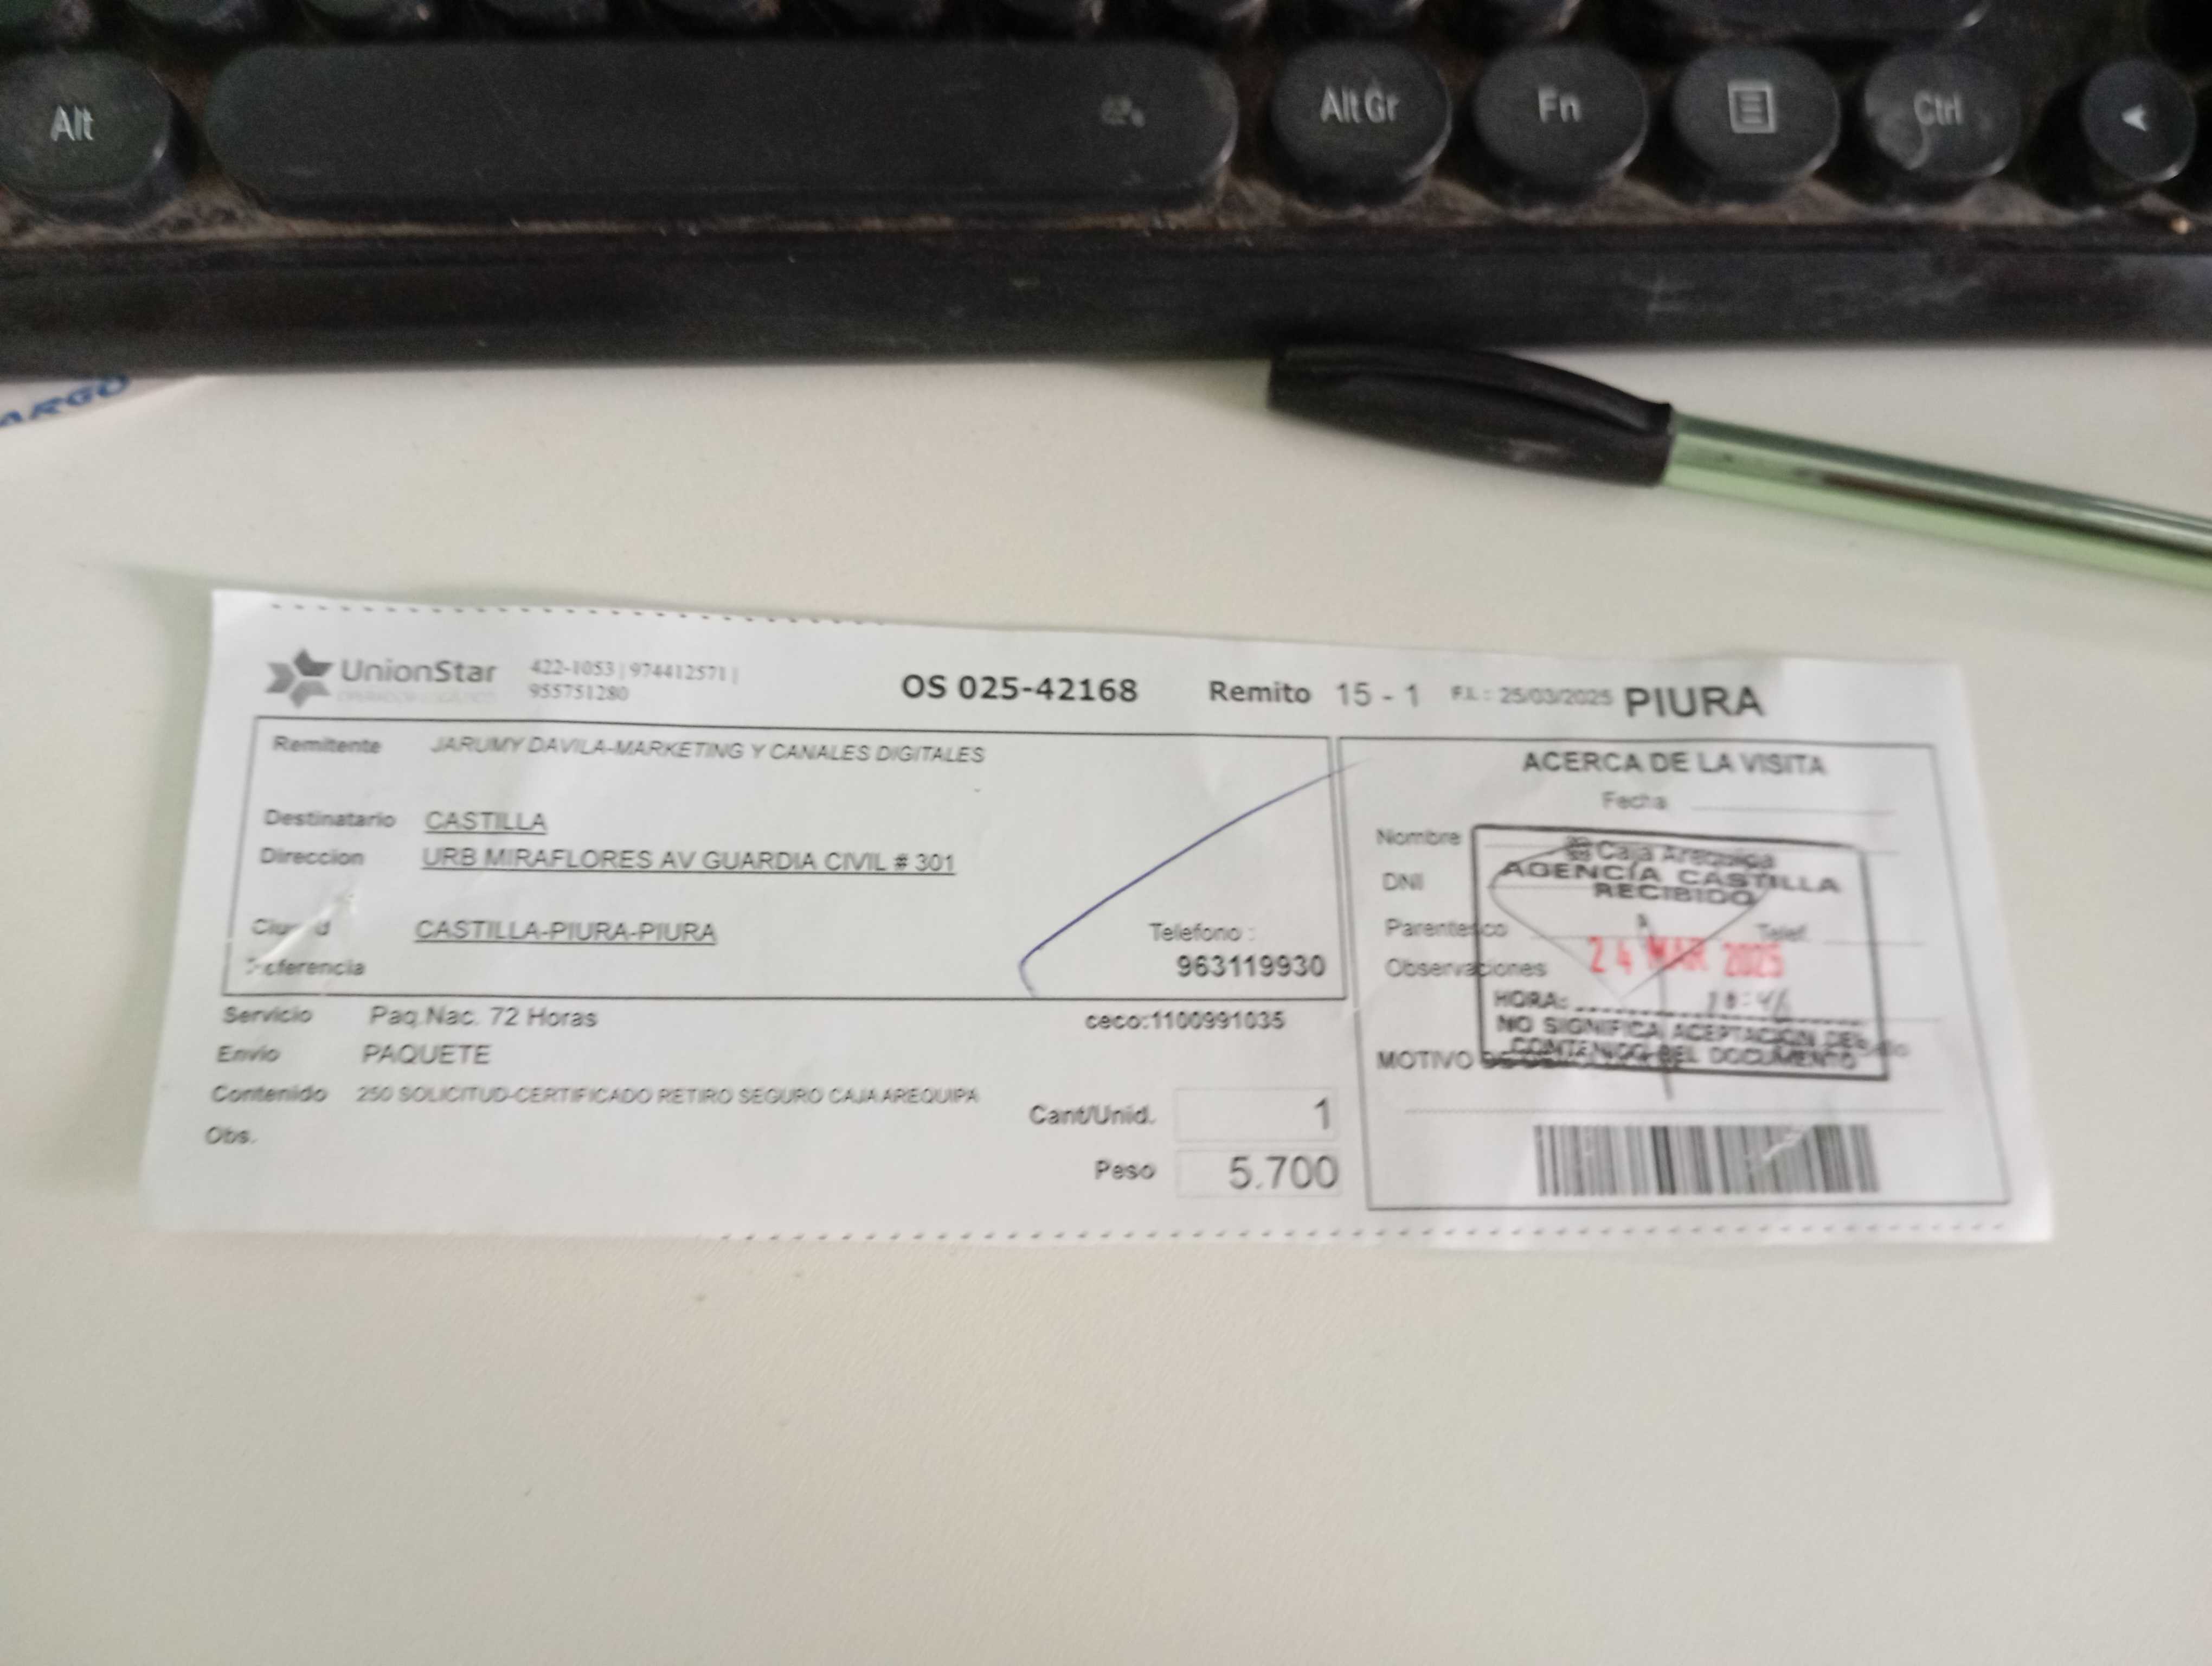 Alt
Alt Gr
Fn
Ctrl
ARGO
UnionStar
422-1053 | 974412571 |
955751280
OS 025-42168
Remito 15 - 1
F.I. : 25/03/2025
PIURA
Remitente JARUMY DAVILA-MARKETING Y CANALES DIGITALES
Destinatario CASTILLA
Direccion URB MIRAFLORES AV GUARDIA CIVIL # 301
CASTILLA-PIURA-PIURA
Telefono :
963119930
Servicio Paq.Nac. 72 Horas
ceco:1100991035
Envio PAQUETE
Contenido 250 SOLICITUD-CERTIFICADO RETIRO SEGURO CAJA AREQUIPA
Obs.
Cant/Unid. 1
Peso 5.700
ACERCA DE LA VISITA
Fecha
Nombre
DNI
Parentesco
Telef.
Observaciones
MOTIVO
Caja Arequipa
AGENCIA CASTILLA
RECIBIDO
24 MAR 2025
HORA:
NO SIGNIFICA ACEPTACION DEL
CONTENIDO DEL DOCUMENTO